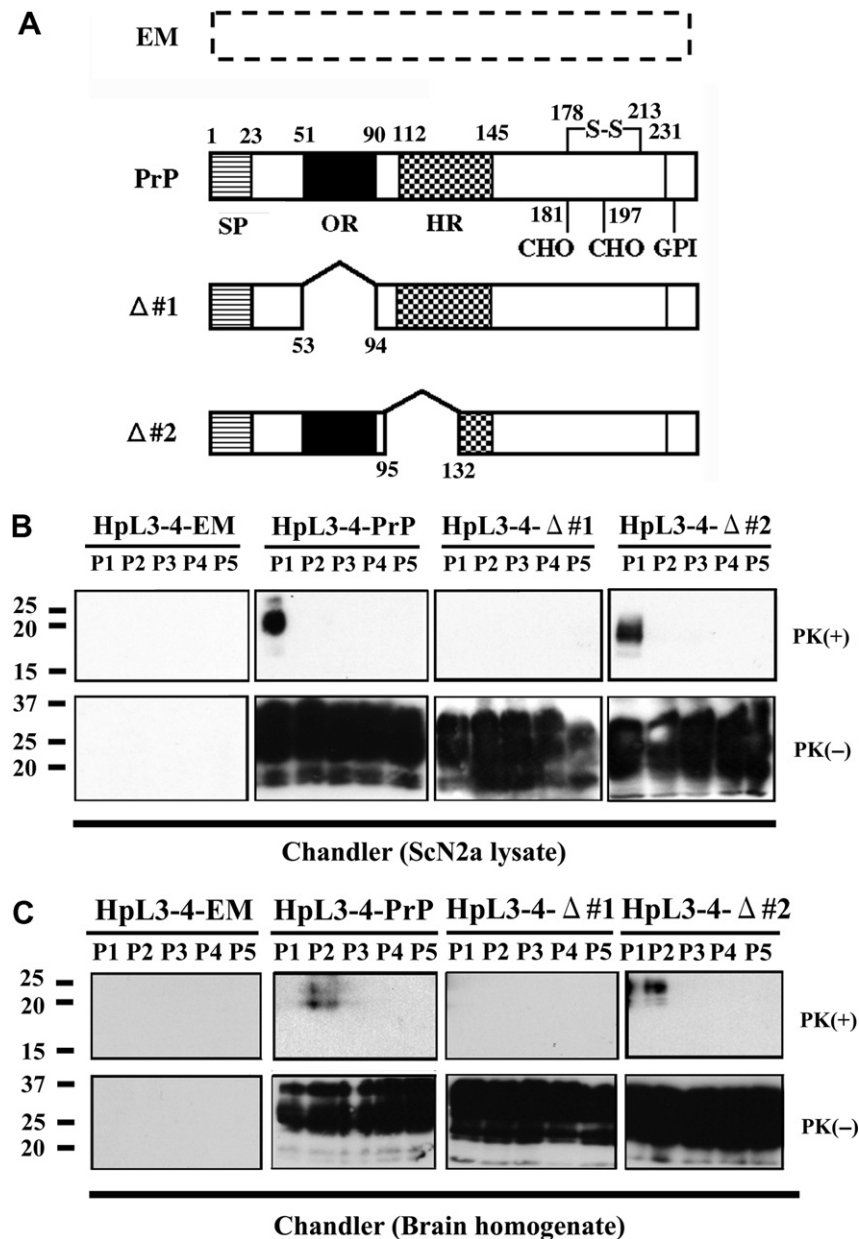 A
EM
178 213
1 23 51 90 112 145 S-S 231
PrP
SP OR HR 181 197
CHO CHO GPI
Δ#1
53 94
Δ#2
95 132
B
HpL3-4-EM HpL3-4-PrP HpL3-4-Δ#1 HpL3-4-Δ#2
P1 P2 P3 P4 P5 P1 P2 P3 P4 P5 P1 P2 P3 P4 P5 P1 P2 P3 P4 P5
25
20
15
PK(+)
37
25
20
PK(−)
Chandler (ScN2a lysate)
C
HpL3-4-EM HpL3-4-PrP HpL3-4-Δ#1 HpL3-4-Δ#2
P1 P2 P3 P4 P5 P1 P2 P3 P4 P5 P1 P2 P3 P4 P5 P1 P2 P3 P4 P5
25
20
15
PK(+)
37
25
20
PK(−)
Chandler (Brain homogenate)